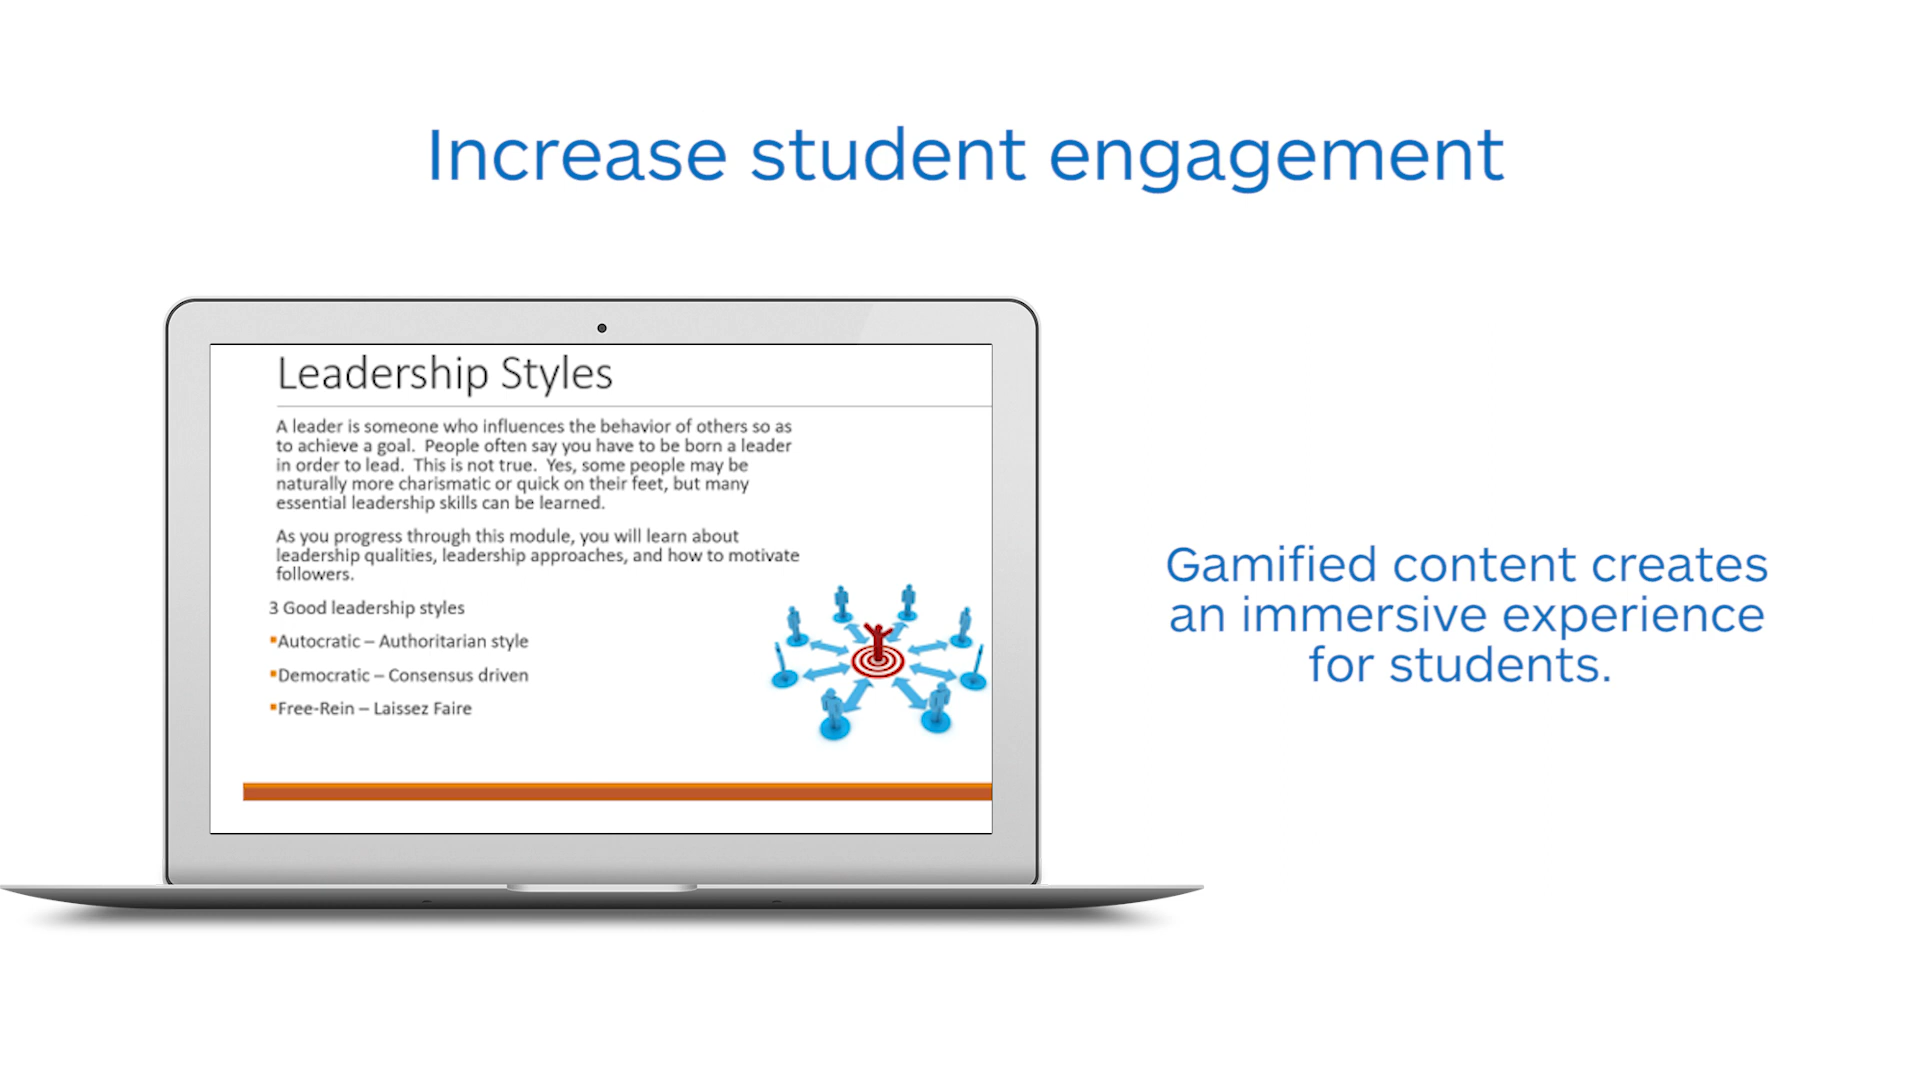 Increase student engagement
Leadership Styles
A leader is someone who influences the behavior of others so as
to achieve a goal.  People often say you have to be born a leader
in order to lead.  This is not true.  Yes, some people may be
naturally more charismatic or quick on their feet, but many
essential leadership skills can be learned.
As you progress through this module, you will learn about
leadership qualities, leadership approaches, and how to motivate
followers.
3 Good leadership styles
▪Autocratic – Authoritarian style
▪Democratic – Consensus driven
▪Free-Rein – Laissez Faire
Gamified content creates
an immersive experience
for students.